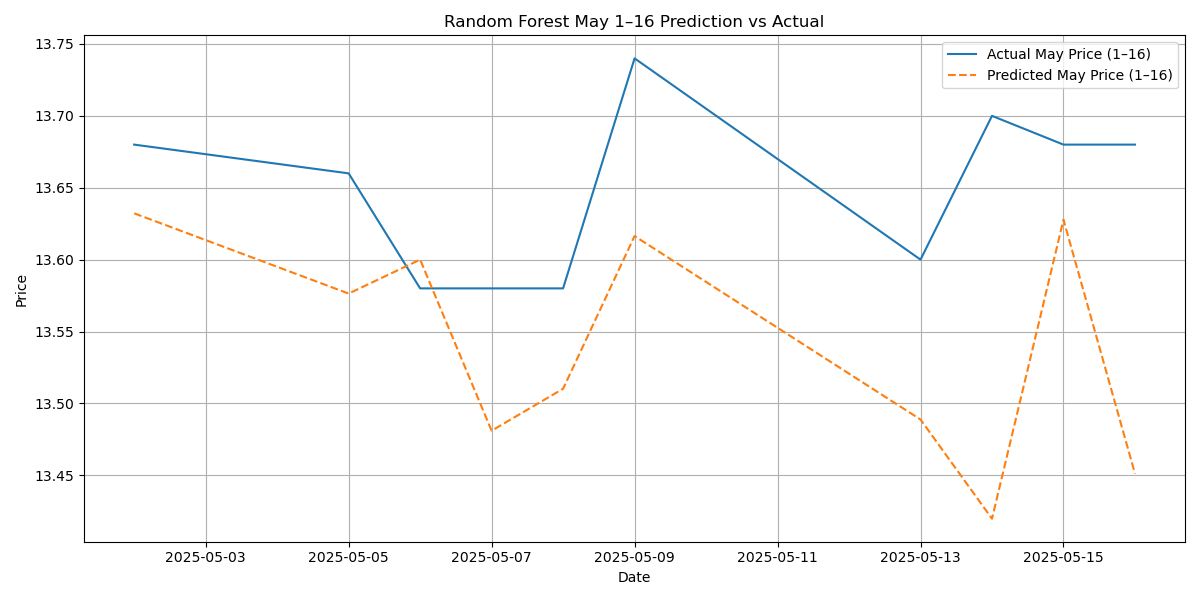 Random Forest May 1–16 Prediction vs Actual
Actual May Price (1–16)
Predicted May Price (1–16)
Price
13.75
13.70
13.65
13.60
13.55
13.50
13.45
2025-05-03 2025-05-05 2025-05-07 2025-05-09 2025-05-11 2025-05-13 2025-05-15
Date